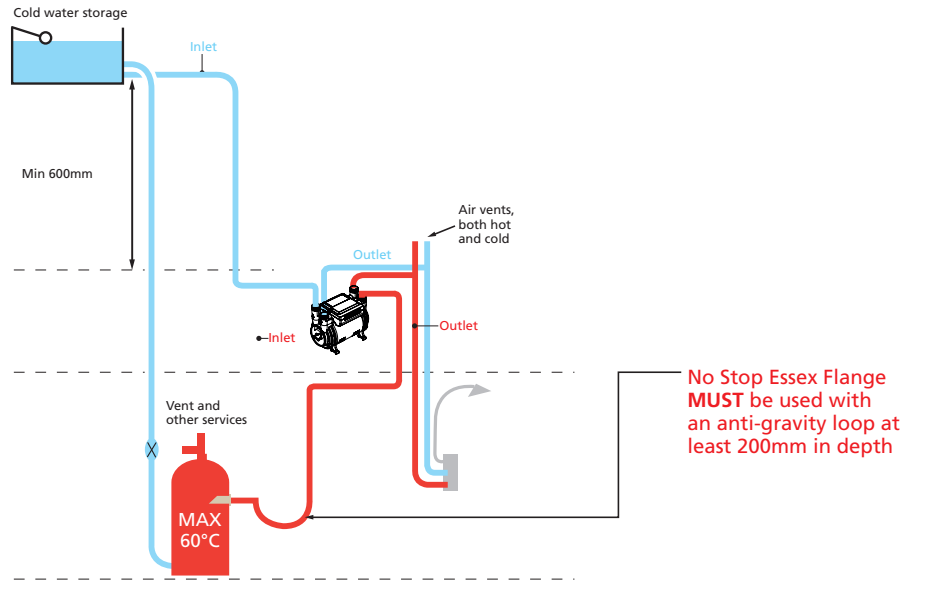 Cold water storage
Inlet
Min 600mm
Air vents,
both hot
and cold
Outlet
Inlet
Outlet
No Stop Essex Flange
MUST be used with
an anti-gravity loop at
least 200mm in depth
Vent and
other services
MAX
60°C